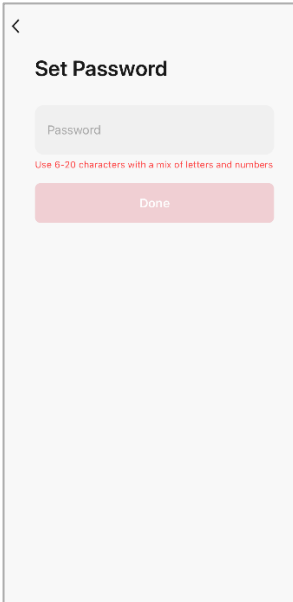 Set Password
Password
Use 6-20 characters with a mix of letters and numbers
Done